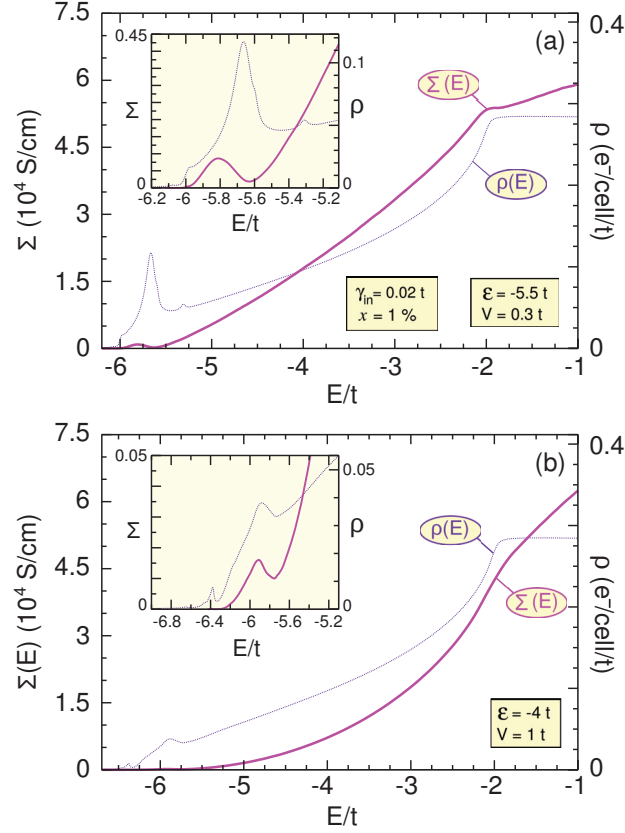 7.5
6
4.5
3
1.5
0
Σ (10⁴ S/cm)
-6 -5 -4 -3 -2 -1
E/t
0.4
0
ρ (e⁻/cell/t)
(a)
Σ (E)
ρ(E)
γin = 0.02 t
x = 1 %
ε = -5.5 t
V = 0.3 t
0.45
0
Σ
-6.2 -6.0 -5.8 -5.6 -5.4 -5.2
E/t
0.1
0
ρ
7.5
6
4.5
3
1.5
0
Σ(E) (10⁴ S/cm)
-6 -5 -4 -3 -2 -1
E/t
0.4
0
ρ (e⁻/cell/t)
(b)
ρ(E)
Σ (E)
ε = -4 t
V = 1 t
0.05
0
Σ
-6.8 -6.4 -6 -5.6 -5.2
E/t
0.05
0
ρ